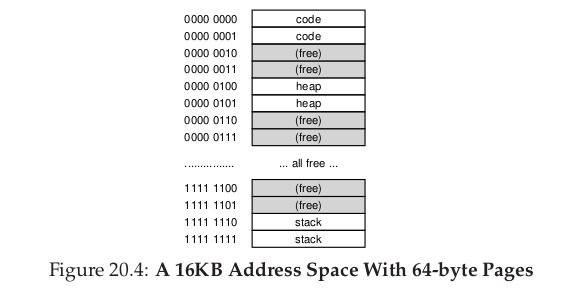 0000 0000 code
0000 0001 code
0000 0010 (free)
0000 0011 (free)
0000 0100 heap
0000 0101 heap
0000 0110 (free)
0000 0111 (free)
............... ... all free ...
1111 1100 (free)
1111 1101 (free)
1111 1110 stack
1111 1111 stack
Figure 20.4: A 16KB Address Space With 64-byte Pages